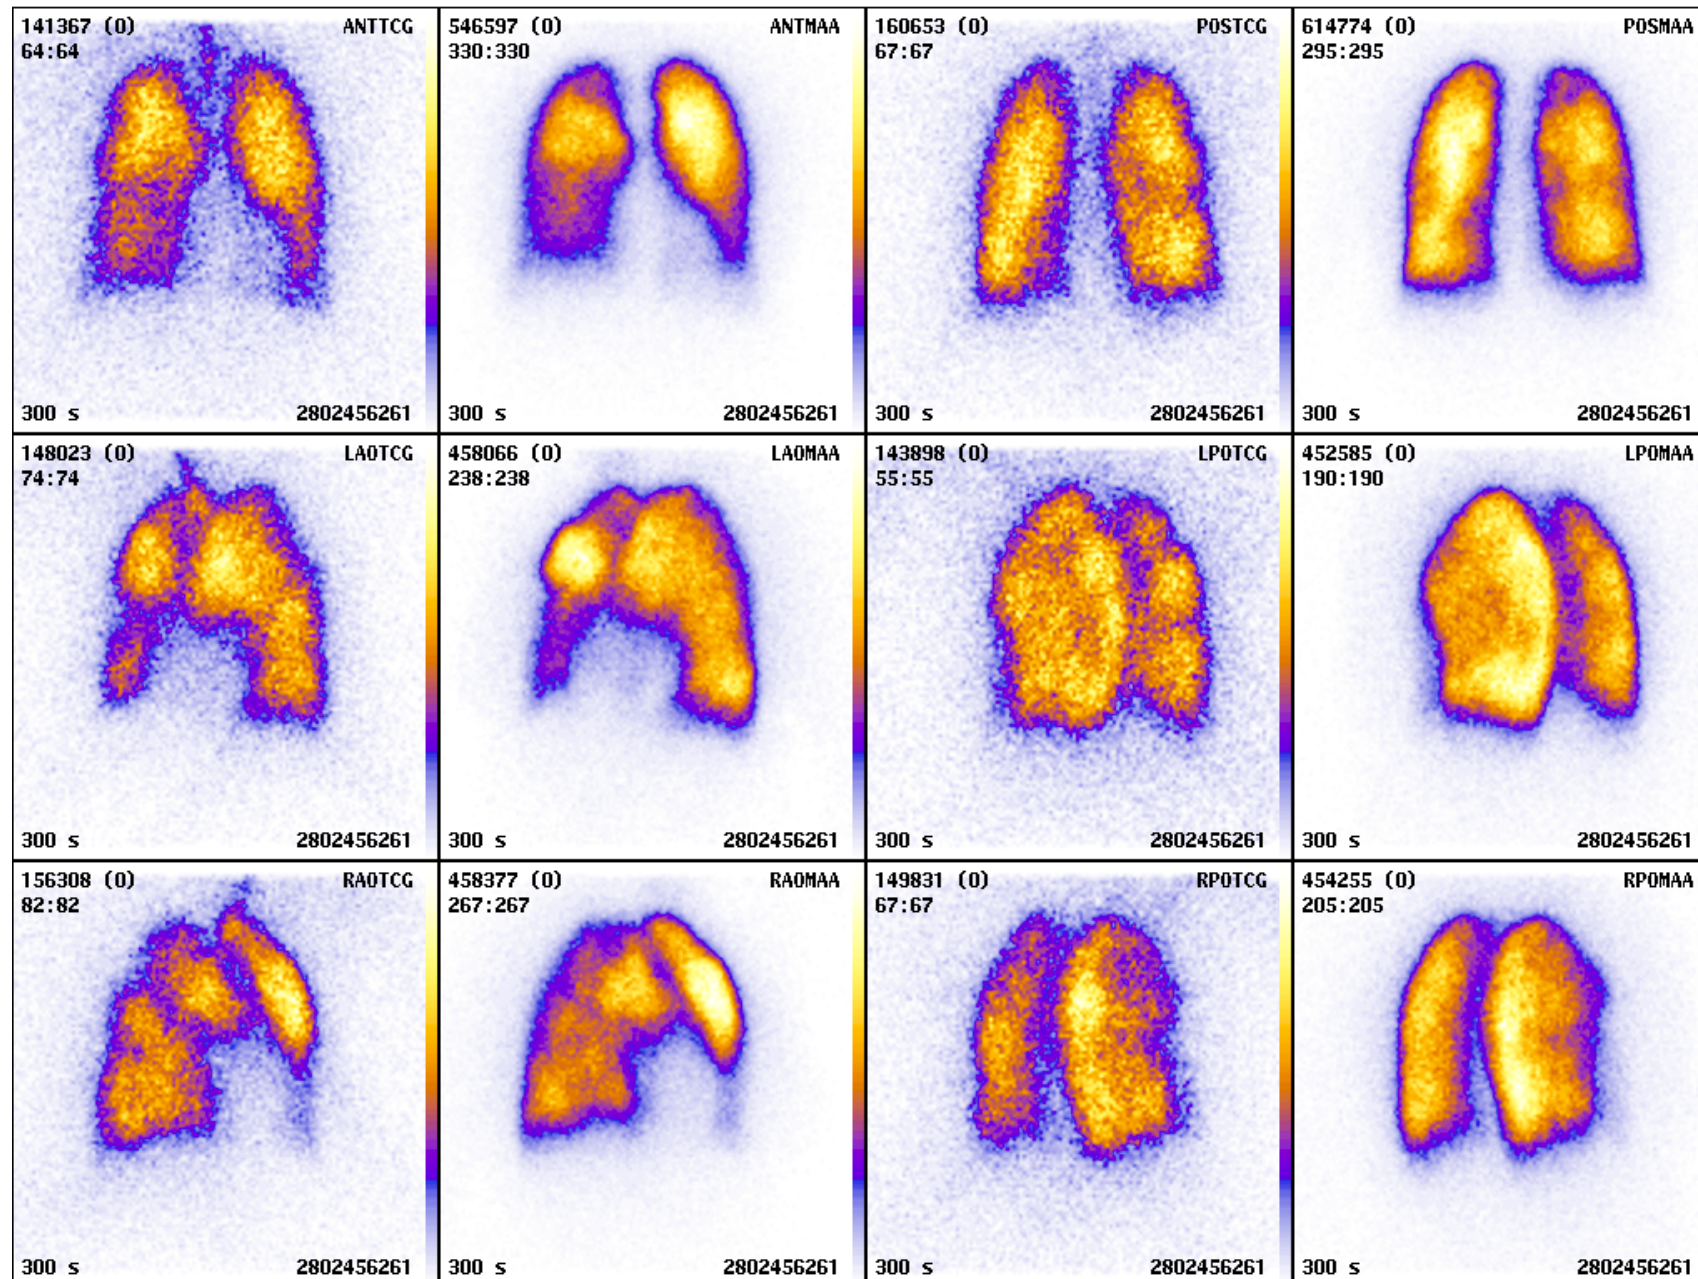 141367 (0) ANTTCG
64:64
300 s 2802456261
546597 (0) ANTMAA
330:330
300 s 2802456261
160653 (0) POSTCG
67:67
300 s 2802456261
614774 (0) POSMAA
295:295
300 s 2802456261
148023 (0) LAOTCG
74:74
300 s 2802456261
458066 (0) LAOMAA
238:238
300 s 2802456261
143898 (0) LPOTCG
55:55
300 s 2802456261
452585 (0) LPOMAA
190:190
300 s 2802456261
156308 (0) RAOTCG
82:82
300 s 2802456261
458377 (0) RAOMAA
267:267
300 s 2802456261
149831 (0) RPOTCG
67:67
300 s 2802456261
454255 (0) RPOMAA
205:205
300 s 2802456261